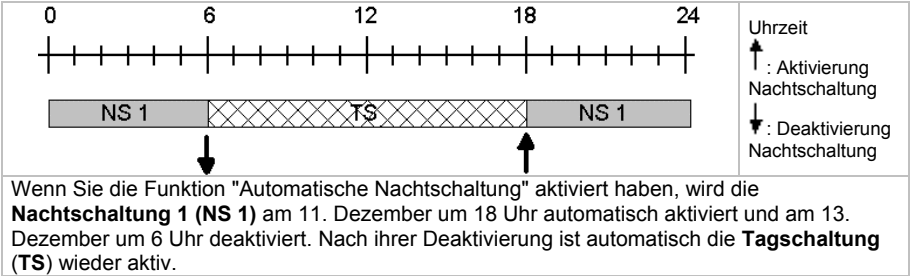 0 6 12 18 24
NS 1 TS NS 1
Uhrzeit
: Aktivierung
Nachtschaltung
: Deaktivierung
Nachtschaltung
Wenn Sie die Funktion "Automatische Nachtschaltung" aktiviert haben, wird die
Nachtschaltung 1 (NS 1) am 11. Dezember um 18 Uhr automatisch aktiviert und am 13.
Dezember um 6 Uhr deaktiviert. Nach ihrer Deaktivierung ist automatisch die Tagschaltung
(TS) wieder aktiv.